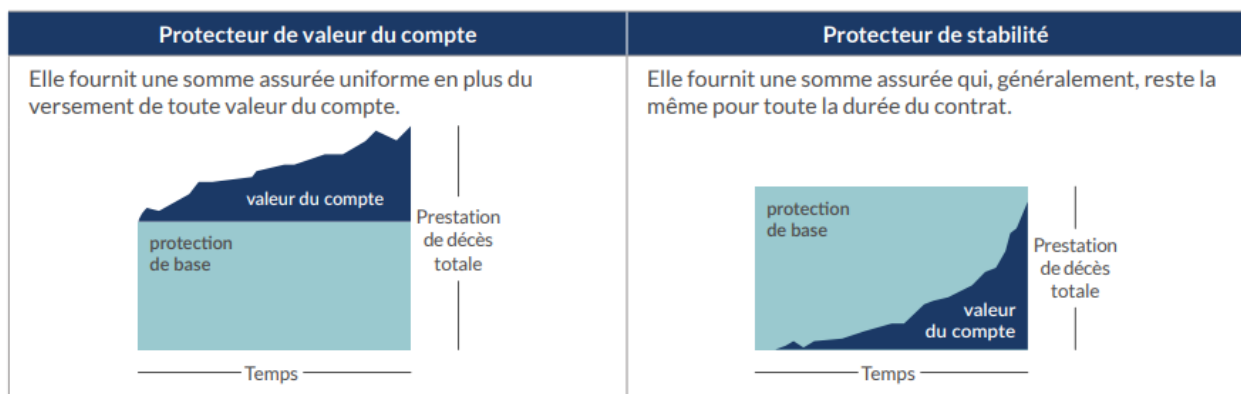 Protecteur de valeur du compte
Elle fournit une somme assurée uniforme en plus du
versement de toute valeur du compte.
valeur du compte
protection
de base
Prestation
de décès
totale
Temps
Protecteur de stabilité
Elle fournit une somme assurée qui, généralement, reste la
même pour toute la durée du contrat.
protection
de base
valeur
du compte
Prestation
de décès
totale
Temps